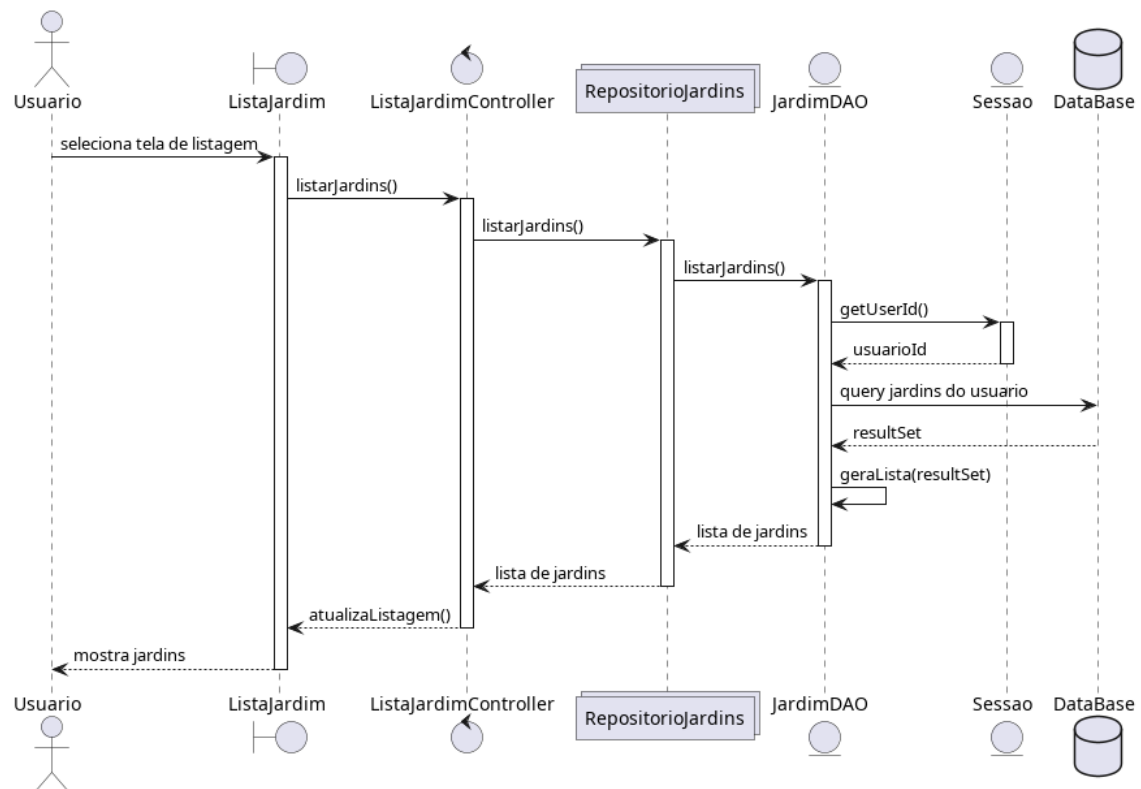 Usuario
ListaJardim
ListaJardimController
RepositorioJardins
JardimDAO
Sessao
DataBase
seleciona tela de listagem
listarJardins()
listarJardins()
listarJardins()
getUserId()
usuarioId
query jardins do usuario
resultSet
geraLista(resultSet)
lista de jardins
lista de jardins
atualizaListagem()
mostra jardins
Usuario
ListaJardim
ListaJardimController
RepositorioJardins
JardimDAO
Sessao
DataBase